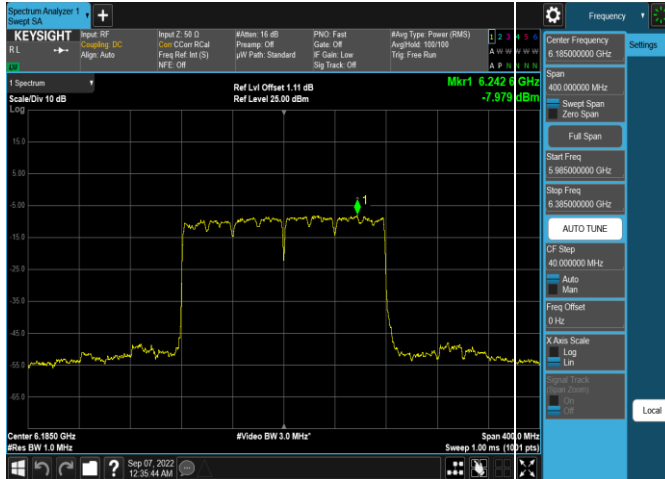 Spectrum Analyzer 1
Swept SA
+
Frequency
KEYSIGHT
R L
Input: RF
Coupling: DC
Align: Auto
Input Z: 50 Ω
Corr CCorr RCal
Freq Ref: Int (S)
NFE: Off
#Atten: 16 dB
Preamp: Off
µW Path: Standard
PNO: Fast
Gate: Off
IF Gain: Low
Sig Track: Off
#Avg Type: Power (RMS)
Avg|Hold: 100/100
Trig: Free Run
1 2 3 4 5 6
A W W W W W
A P N N N N
1 Spectrum
Scale/Div 10 dB
Log
Ref Lvl Offset 1.11 dB
Ref Level 25.00 dBm
Mkr1 6.242 6 GHz
-7.979 dBm
15.0
5.00
-5.00
-15.0
-25.0
-35.0
-45.0
-55.0
-65.0
1
Center 6.1850 GHz
#Res BW 1.0 MHz
#Video BW 3.0 MHz*
Span 400.0 MHz
Sweep 1.00 ms (1001 pts)
Sep 07, 2022
12:35:44 AM
?
Center Frequency
6.185000000 GHz
Settings
Span
400.000000 MHz
Swept Span
Zero Span
Full Span
Start Freq
5.985000000 GHz
Stop Freq
6.385000000 GHz
AUTO TUNE
CF Step
40.000000 MHz
Auto
Man
Freq Offset
0 Hz
X Axis Scale
Log
Lin
Signal Track
(Span Zoom)
On
Off
Local